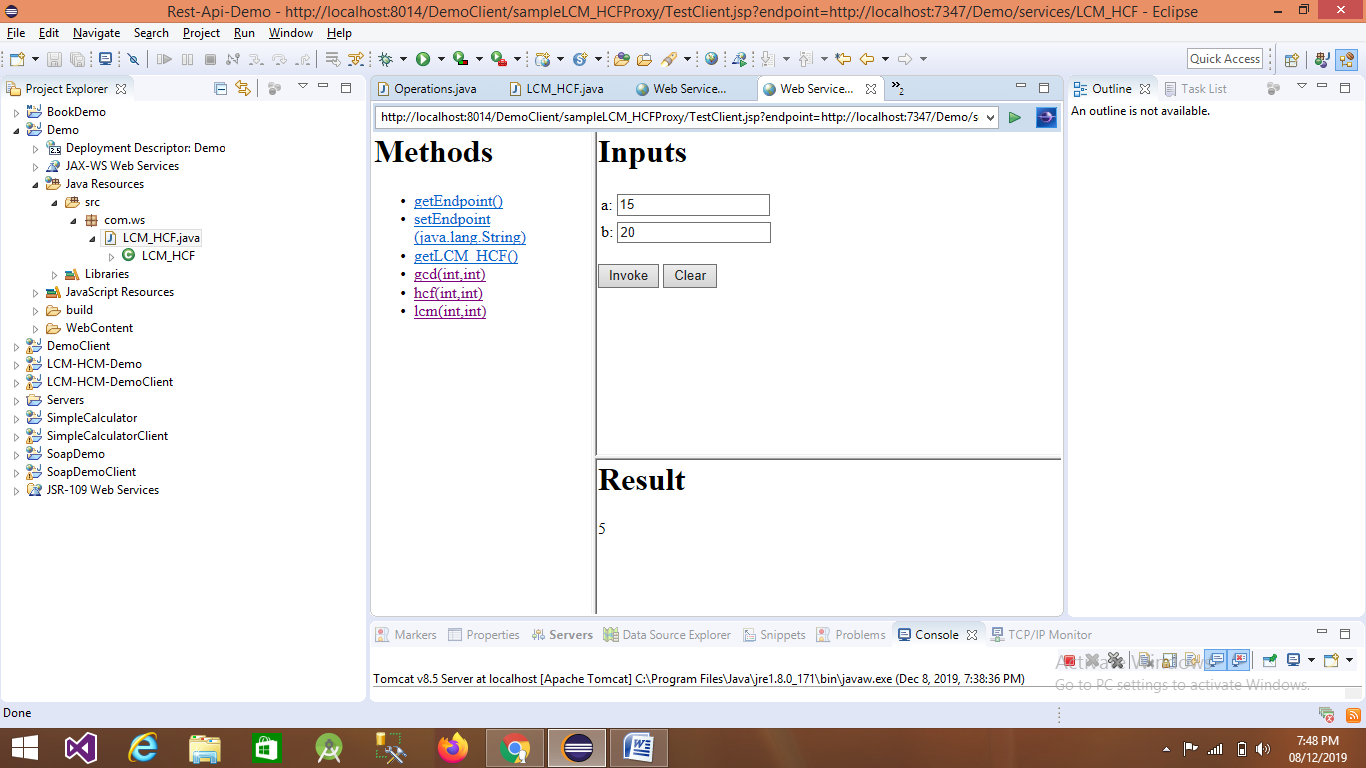 Rest-Api-Demo - http://localhost:8014/DemoClient/sampleLCM_HCFProxy/TestClient.jsp?endpoint=http://localhost:7347/Demo/services/LCM_HCF - Eclipse
File Edit Navigate Search Project Run Window Help
Quick Access
Project Explorer
BookDemo
Demo
Deployment Descriptor: Demo
JAX-WS Web Services
Java Resources
src
com.ws
LCM_HCF.java
LCM_HCF
Libraries
JavaScript Resources
build
WebContent
DemoClient
LCM-HCM-Demo
LCM-HCM-DemoClient
Servers
SimpleCalculator
SimpleCalculatorClient
SoapDemo
SoapDemoClient
JSR-109 Web Services
Operations.java LCM_HCF.java Web Service... Web Service... »2
http://localhost:8014/DemoClient/sampleLCM_HCFProxy/TestClient.jsp?endpoint=http://localhost:7347/Demo/s
Methods
getEndpoint()
setEndpoint
(java.lang.String)
getLCM_HCF()
gcd(int,int)
hcf(int,int)
lcm(int,int)
Inputs
a: 15
b: 20
Invoke Clear
Result
5
Outline Task List
An outline is not available.
Markers Properties Servers Data Source Explorer Snippets Problems Console TCP/IP Monitor
Tomcat v8.5 Server at localhost [Apache Tomcat] C:\Program Files\Java\jre1.8.0_171\bin\javaw.exe (Dec 8, 2019, 7:38:36 PM)
Activate Windows
Go to PC settings to activate Windows.
Done
7:48 PM
08/12/2019